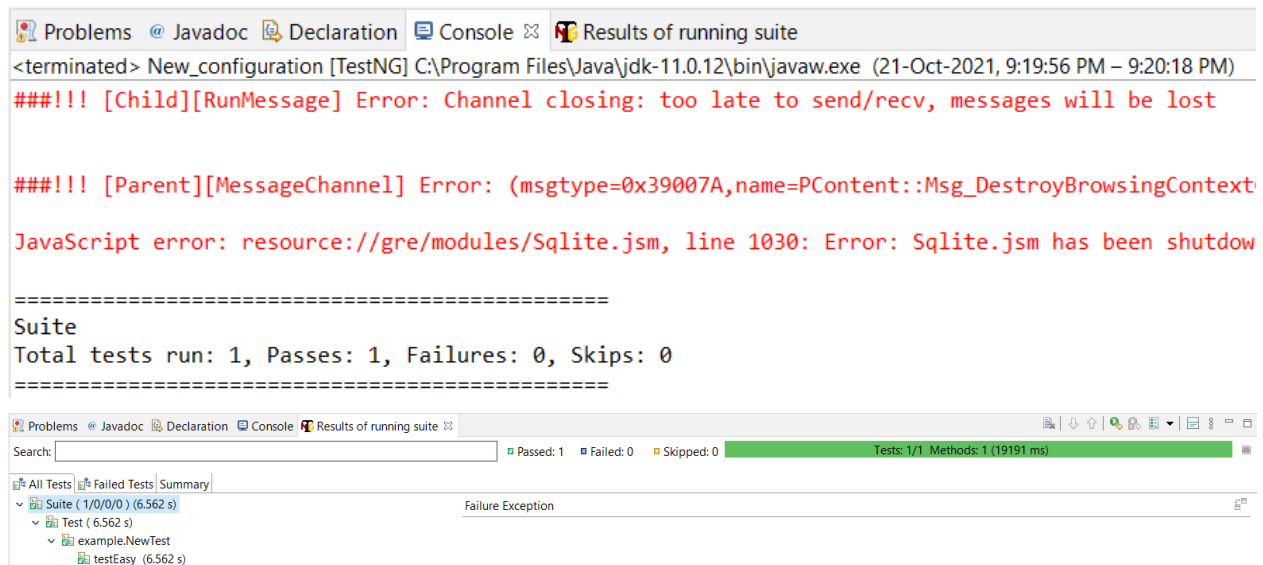 Problems @ Javadoc Declaration Console Results of running suite
<terminated> New_configuration [TestNG] C:\Program Files\Java\jdk-11.0.12\bin\javaw.exe (21-Oct-2021, 9:19:56 PM – 9:20:18 PM)
###!!! [Child][RunMessage] Error: Channel closing: too late to send/recv, messages will be lost
###!!! [Parent][MessageChannel] Error: (msgtype=0x39007A,name=PContent::Msg_DestroyBrowsingContext
JavaScript error: resource://gre/modules/Sqlite.jsm, line 1030: Error: Sqlite.jsm has been shutdow
===============================================
Suite
Total tests run: 1, Passes: 1, Failures: 0, Skips: 0
===============================================
Problems @ Javadoc Declaration Console Results of running suite
Search: Passed: 1 Failed: 0 Skipped: 0 Tests: 1/1 Methods: 1 (19191 ms)
All Tests Failed Tests Summary
Suite ( 1/0/0/0 ) (6.562 s) Failure Exception
Test ( 6.562 s)
example.NewTest
testEasy (6.562 s)